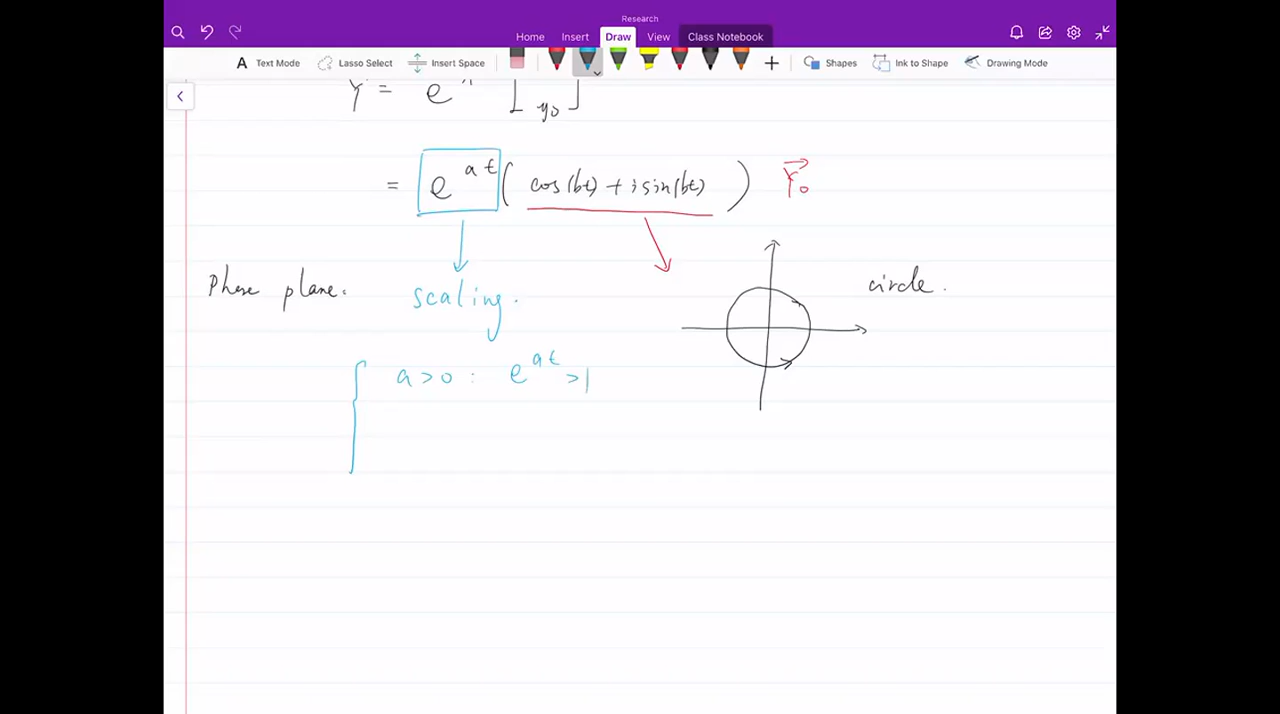 Research
Home Insert Draw View Class Notebook
A Text Mode Lasso Select Insert Space Shapes Ink to Shape Drawing Mode
Y = e [ y0 ]
= e^at ( cos(bt) + i sin(bt) ) Y⃗0
Phase plane. scaling. circle.
{ a>0 : e^at >1